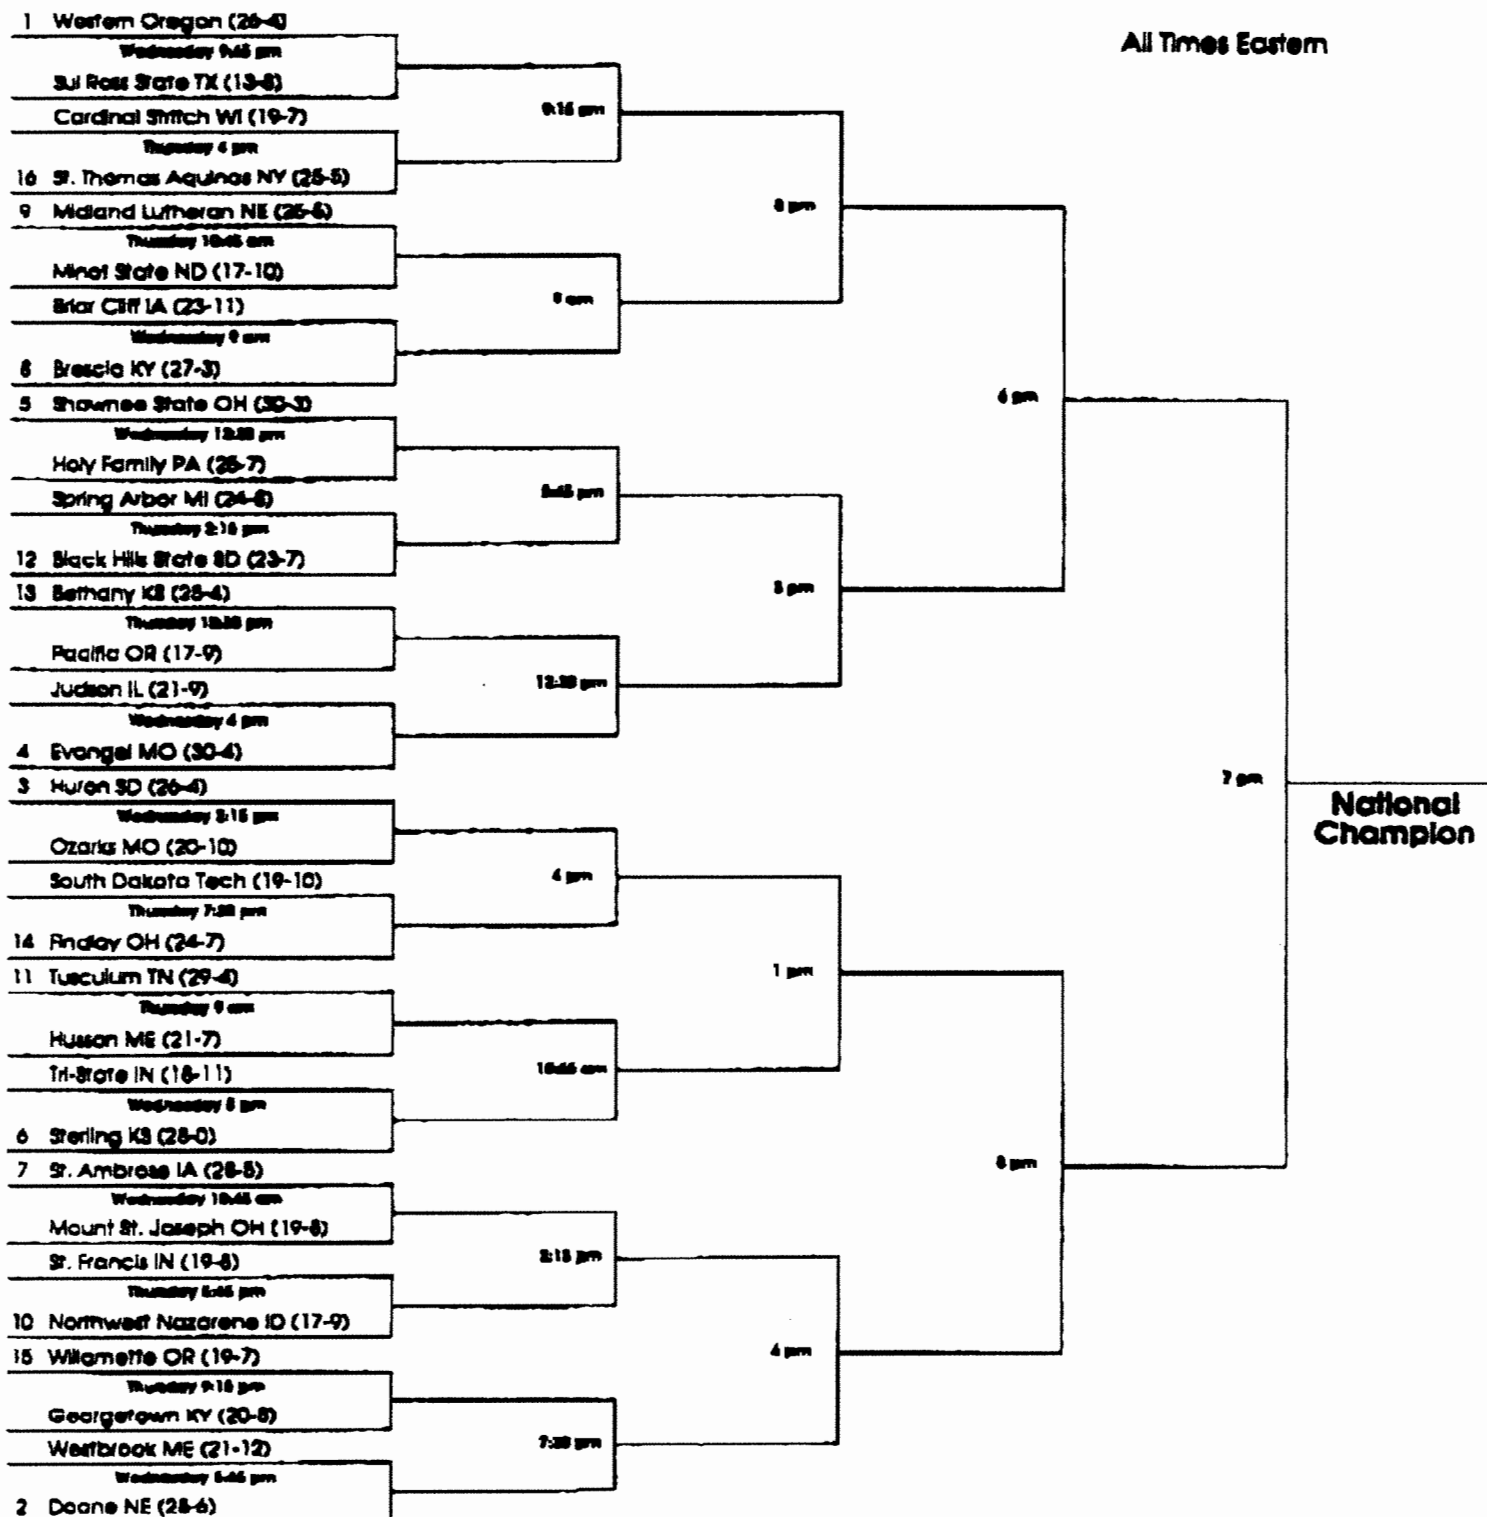 All Times Eastern
1 Western Oregon (26-4)
Wednesday 9:45 pm
Sul Ross State TX (13-8)
Cardinal Stritch WI (19-7)
Thursday 4 pm
16 St. Thomas Aquinas NY (25-5)
9:15 pm
9 Midland Lutheran NE (25-5)
Thursday 10:45 am
Minot State ND (17-10)
Briar Cliff IA (23-11)
Wednesday 9 am
8 Brescia KY (27-3)
9 am
8 pm
5 Shawnee State OH (30-3)
Wednesday 12:30 pm
Holy Family PA (25-7)
Spring Arbor MI (24-8)
Thursday 2:15 pm
12 Black Hills State SD (23-7)
5:45 pm
13 Bethany KS (28-4)
Thursday 12:30 pm
Pacific OR (17-9)
Judson IL (21-9)
Wednesday 4 pm
4 Evangel MO (30-4)
12:30 pm
pm
6 pm
3 Huron SD (26-4)
Wednesday 2:15 pm
Ozarks MO (20-10)
South Dakota Tech (19-10)
Thursday 7:30 pm
14 Findlay OH (24-7)
4 pm
11 Tusculum TN (29-4)
Thursday 9 am
Husson ME (21-7)
Tri-State IN (18-11)
Wednesday 8 pm
6 Sterling KS (28-0)
10:45 am
1 pm
7 St. Ambrose IA (28-5)
Wednesday 10:45 am
Mount St. Joseph OH (19-8)
St. Francis IN (19-8)
Thursday 5:45 pm
10 Northwest Nazarene ID (17-9)
2:15 pm
15 Willamette OR (19-7)
Thursday 9:15 pm
Georgetown KY (20-8)
Westbrook ME (21-12)
Wednesday 5:45 pm
2 Doane NE (28-6)
7:30 pm
4 pm
8 pm
7 pm
National
Champion